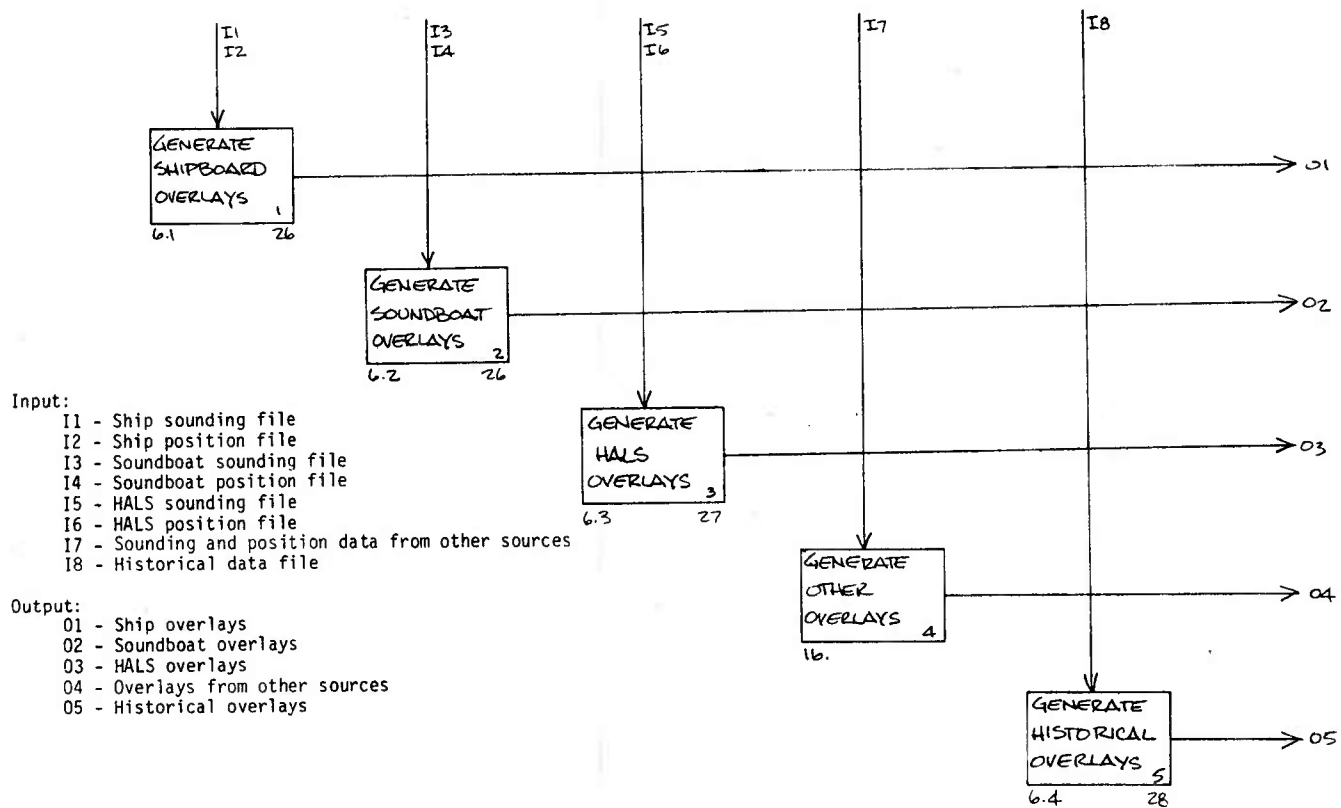 I1
I2
I3
I4
I5
I6
I7
I8
GENERATE
SHIPBOARD
OVERLAYS
1
6.1
26
O1
GENERATE
SOUNDBOAT
OVERLAYS
2
6.2
26
O2
GENERATE
HALS
OVERLAYS
3
6.3
27
O3
GENERATE
OTHER
OVERLAYS
4
16.
O4
GENERATE
HISTORICAL
OVERLAYS
5
6.4
28
O5
Input:
I1 - Ship sounding file
I2 - Ship position file
I3 - Soundboat sounding file
I4 - Soundboat position file
I5 - HALS sounding file
I6 - HALS position file
I7 - Sounding and position data from other sources
I8 - Historical data file
Output:
O1 - Ship overlays
O2 - Soundboat overlays
O3 - HALS overlays
O4 - Overlays from other sources
O5 - Historical overlays